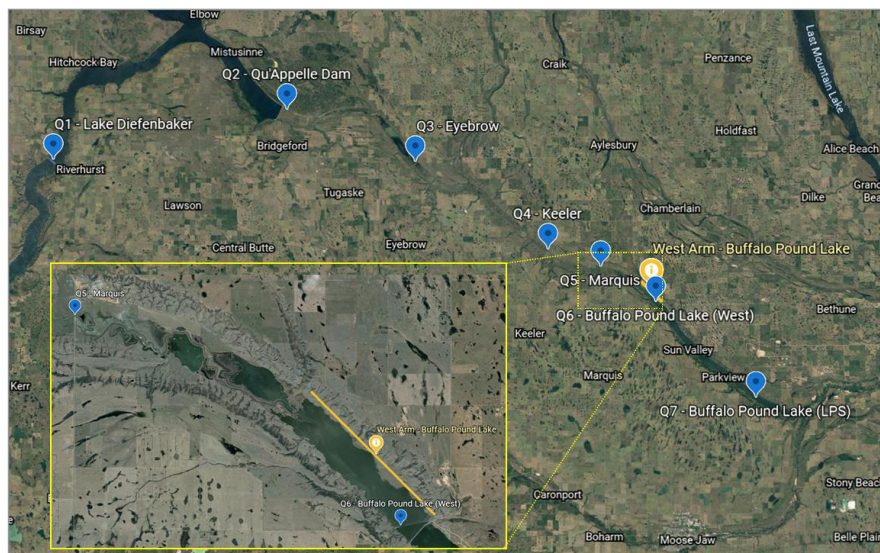 Elbow
Birsay
Mistusinne
Hitchcock Bay
Q2 - Qu'Appelle Dam
Craik
Penzance
Last Mountain Lake
Q1 - Lake Diefenbaker
Q3 - Eyebrow
Holdfast
Bridgeford
Aylesbury
Alice Beach
Riverhurst
Tugaske
Lawson
Dilke
Grand
Bea
Chamberlain
Q4 - Keeler
Central Butte
Eyebrow
West Arm - Buffalo Pound Lake
Q5 - Marquis
Q5 - Marquis
Q6 - Buffalo Pound Lake (West)
Bethune
Keeler
Sun Valley
Marquis
Parkview
Kerr
Q7 - Buffalo Pound Lake (LPS)
West Arm - Buffalo Pound Lake
Q6 - Buffalo Pound Lake (West)
Caronport
Stony Beac
Boharm
Moose Jaw
Belle Plain